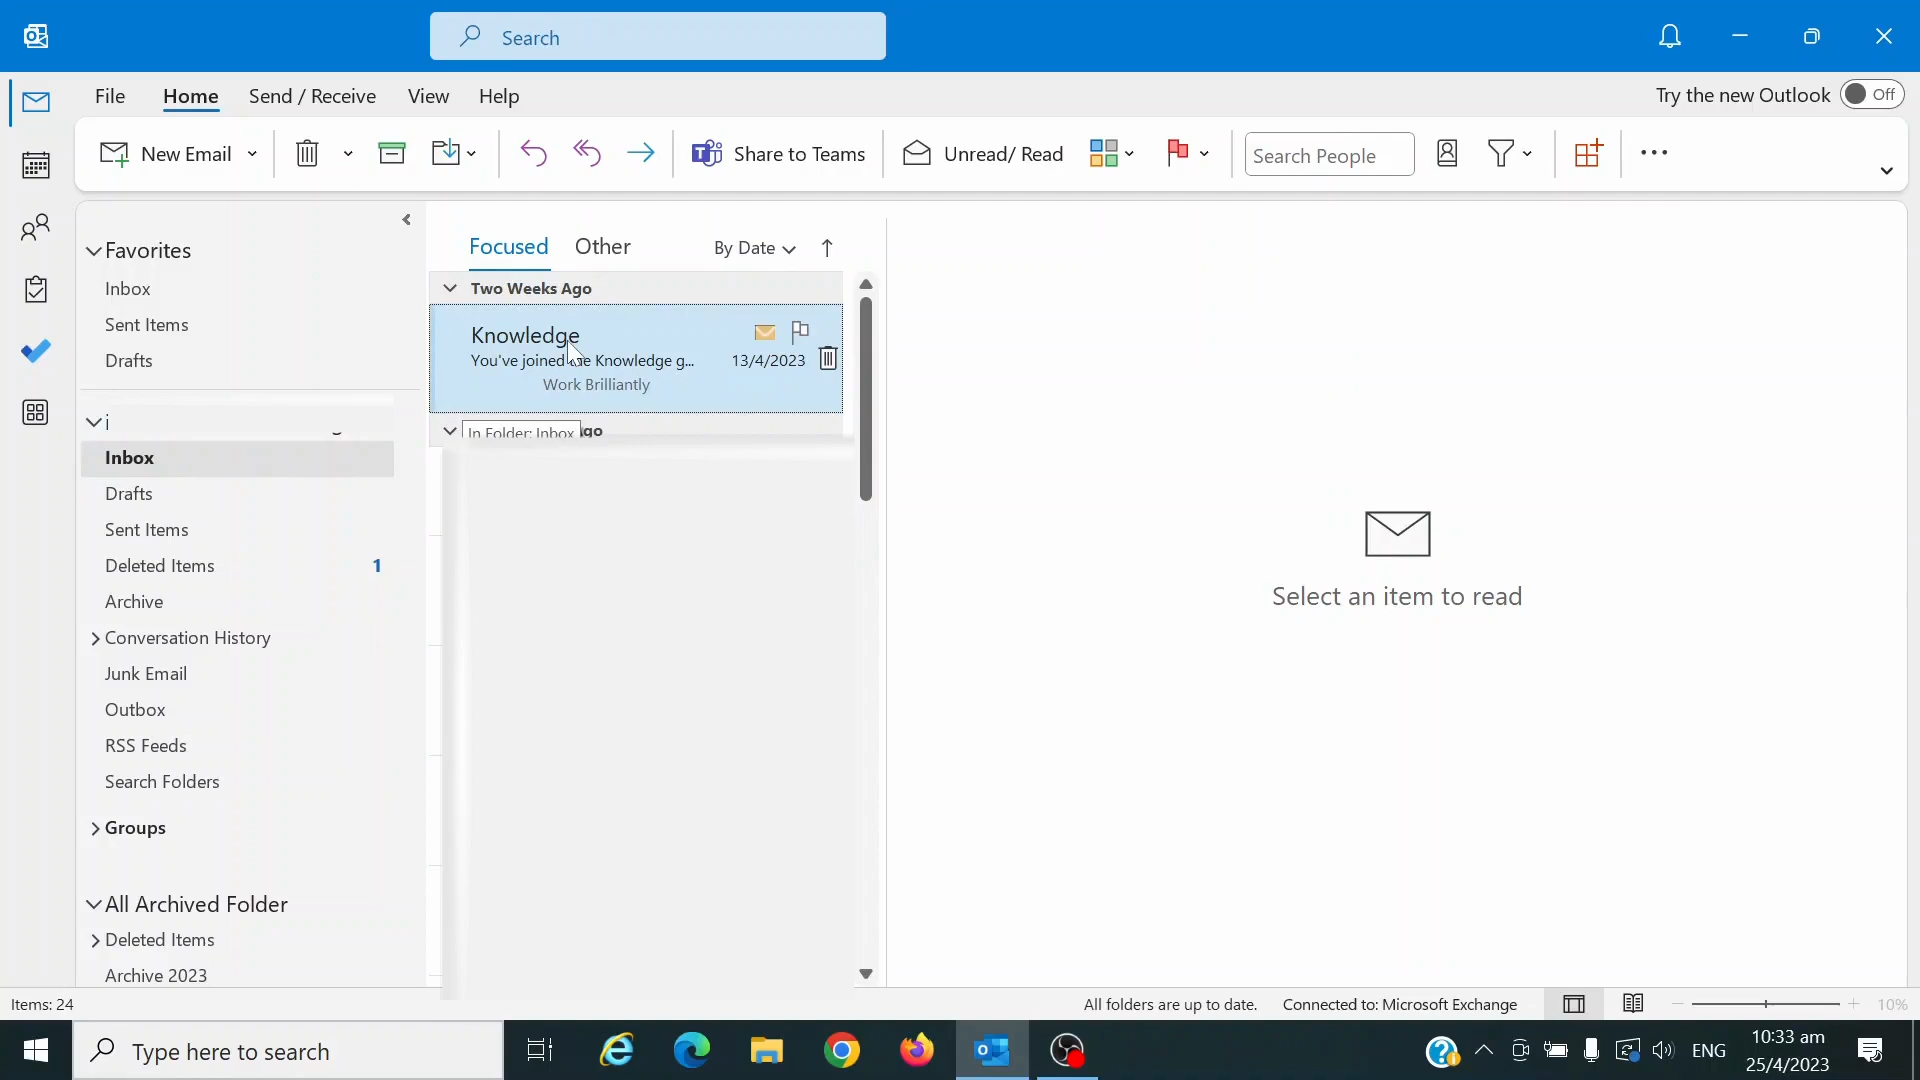 Search
File Home Send / Receive View Help
Try the new Outlook Off
New Email
Share to Teams
Unread/ Read
Search People
Favorites
Inbox
Sent Items
Drafts
i
Inbox
Drafts
Sent Items
Deleted Items 1
Archive
Conversation History
Junk Email
Outbox
RSS Feeds
Search Folders
Groups
All Archived Folder
Deleted Items
Archive 2023
Focused Other By Date
Two Weeks Ago
Knowledge
You've joined Knowledge g... 13/4/2023
Work Brilliantly
In Folder: Inbox
Select an item to read
Items: 24
All folders are up to date. Connected to: Microsoft Exchange 10%
Type here to search
ENG
10:33 am
25/4/2023